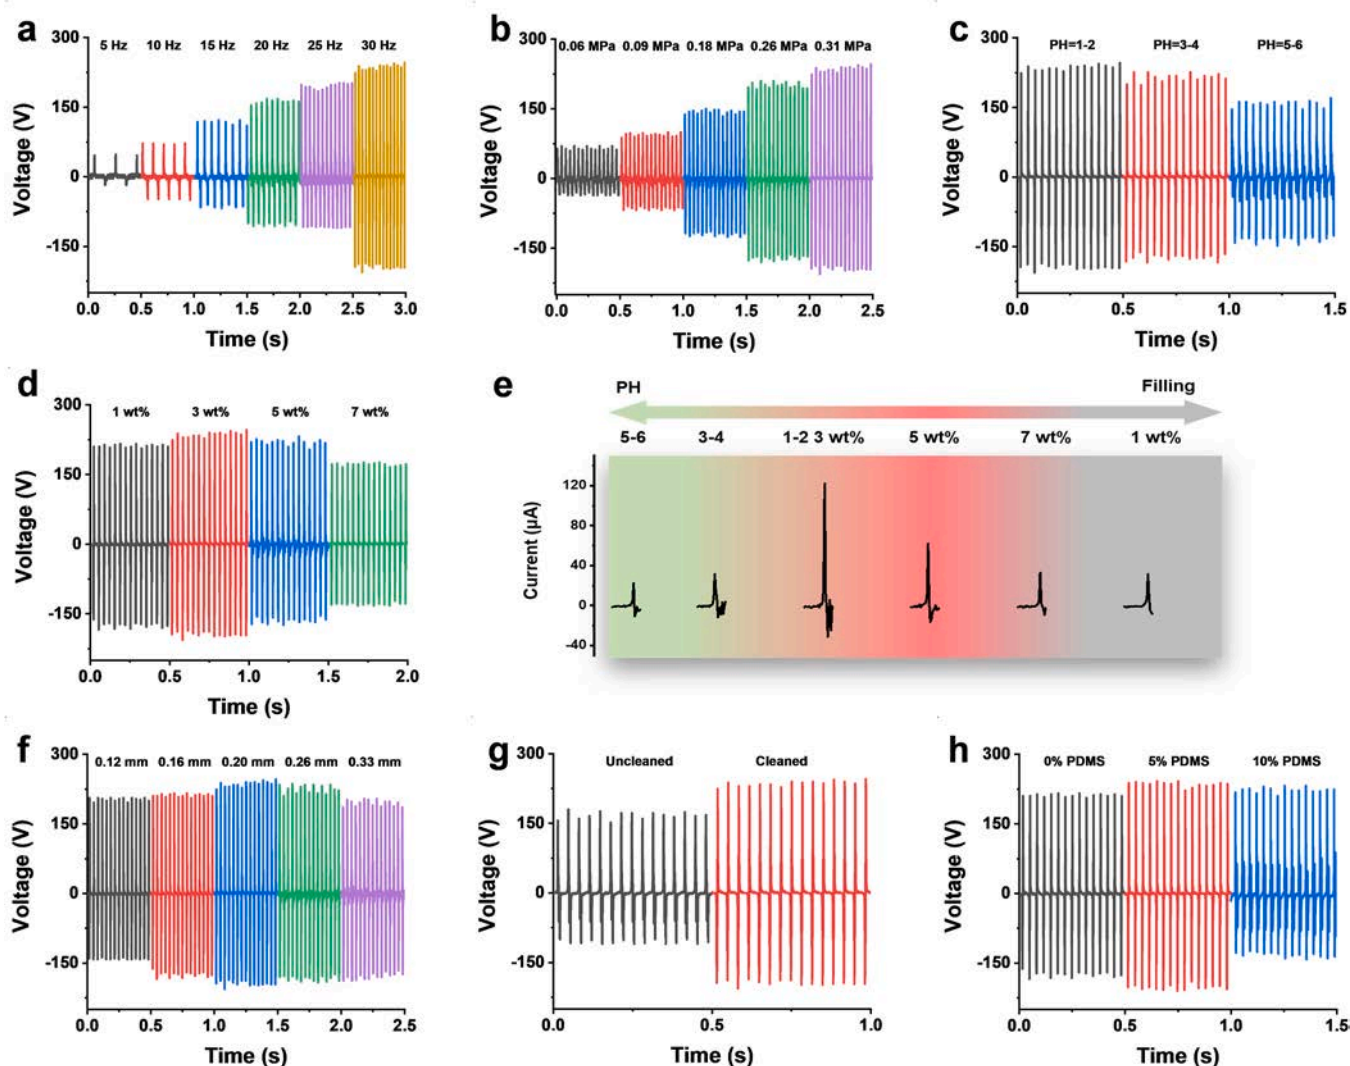 a
5 Hz 10 Hz 15 Hz 20 Hz 25 Hz 30 Hz
300
150
0
-150
Voltage (V)
0.0 0.5 1.0 1.5 2.0 2.5 3.0
Time (s)
b
0.06 MPa 0.09 MPa 0.18 MPa 0.26 MPa 0.31 MPa
300
150
0
-150
Voltage (V)
0.0 0.5 1.0 1.5 2.0 2.5
Time (s)
c
PH=1-2 PH=3-4 PH=5-6
300
150
0
-150
Voltage (V)
0.0 0.5 1.0 1.5
Time (s)
d
1 wt% 3 wt% 5 wt% 7 wt%
300
150
0
-150
Voltage (V)
0.0 0.5 1.0 1.5 2.0
Time (s)
e
PH Filling
5-6 3-4 1-2 3 wt% 5 wt% 7 wt% 1 wt%
120
80
40
0
-40
Current (μA)
f
0.12 mm 0.16 mm 0.20 mm 0.26 mm 0.33 mm
300
150
0
-150
Voltage (V)
0.0 0.5 1.0 1.5 2.0 2.5
Time (s)
g
Uncleaned Cleaned
300
150
0
-150
Voltage (V)
0.0 0.5 1.0
Time (s)
h
0% PDMS 5% PDMS 10% PDMS
300
150
0
-150
Voltage (V)
0.0 0.5 1.0 1.5
Time (s)